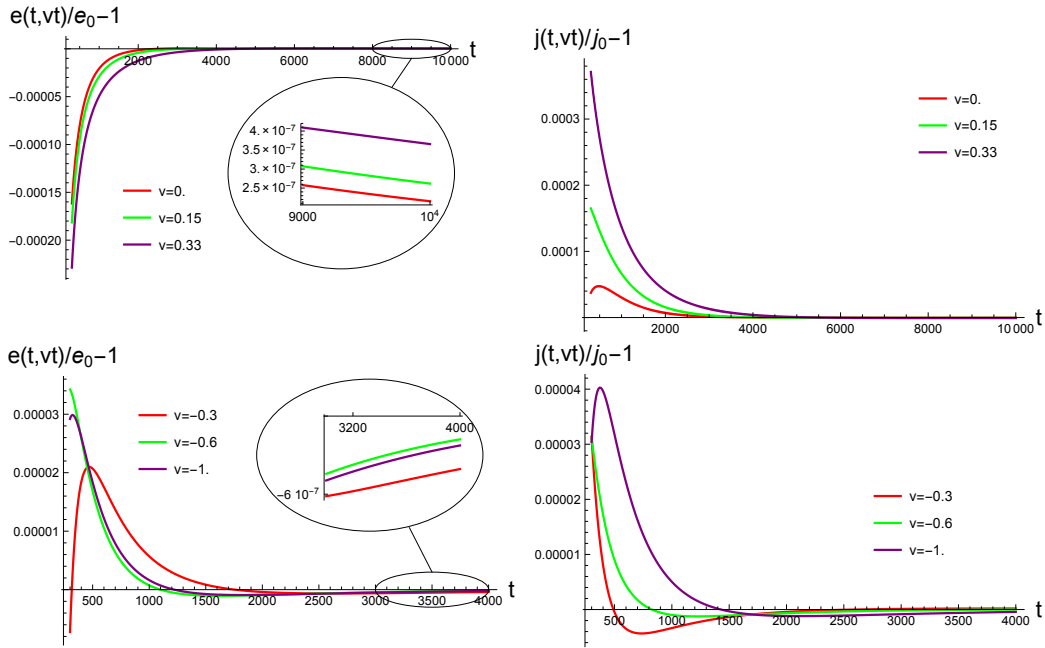 e(t,vt)/e₀−1
t
2000
4000
6000
8000
10000
−0.00005
−0.00010
−0.00015
−0.00020
v=0.
v=0.15
v=0.33
4.×10⁻⁷
3.5×10⁻⁷
3.×10⁻⁷
2.5×10⁻⁷
9000
10⁴
j(t,vt)/j₀−1
0.0003
0.0002
0.0001
2000
4000
6000
8000
10000
t
v=0.
v=0.15
v=0.33
e(t,vt)/e₀−1
0.00003
0.00002
0.00001
v=−0.3
v=−0.6
v=−1.
3200
4000
−6 10⁻⁷
500
1000
1500
2000
2500
3000
3500
4000
t
j(t,vt)/j₀−1
0.00004
0.00003
0.00002
0.00001
v=−0.3
v=−0.6
v=−1.
500
1000
1500
2000
2500
3000
3500
4000
t